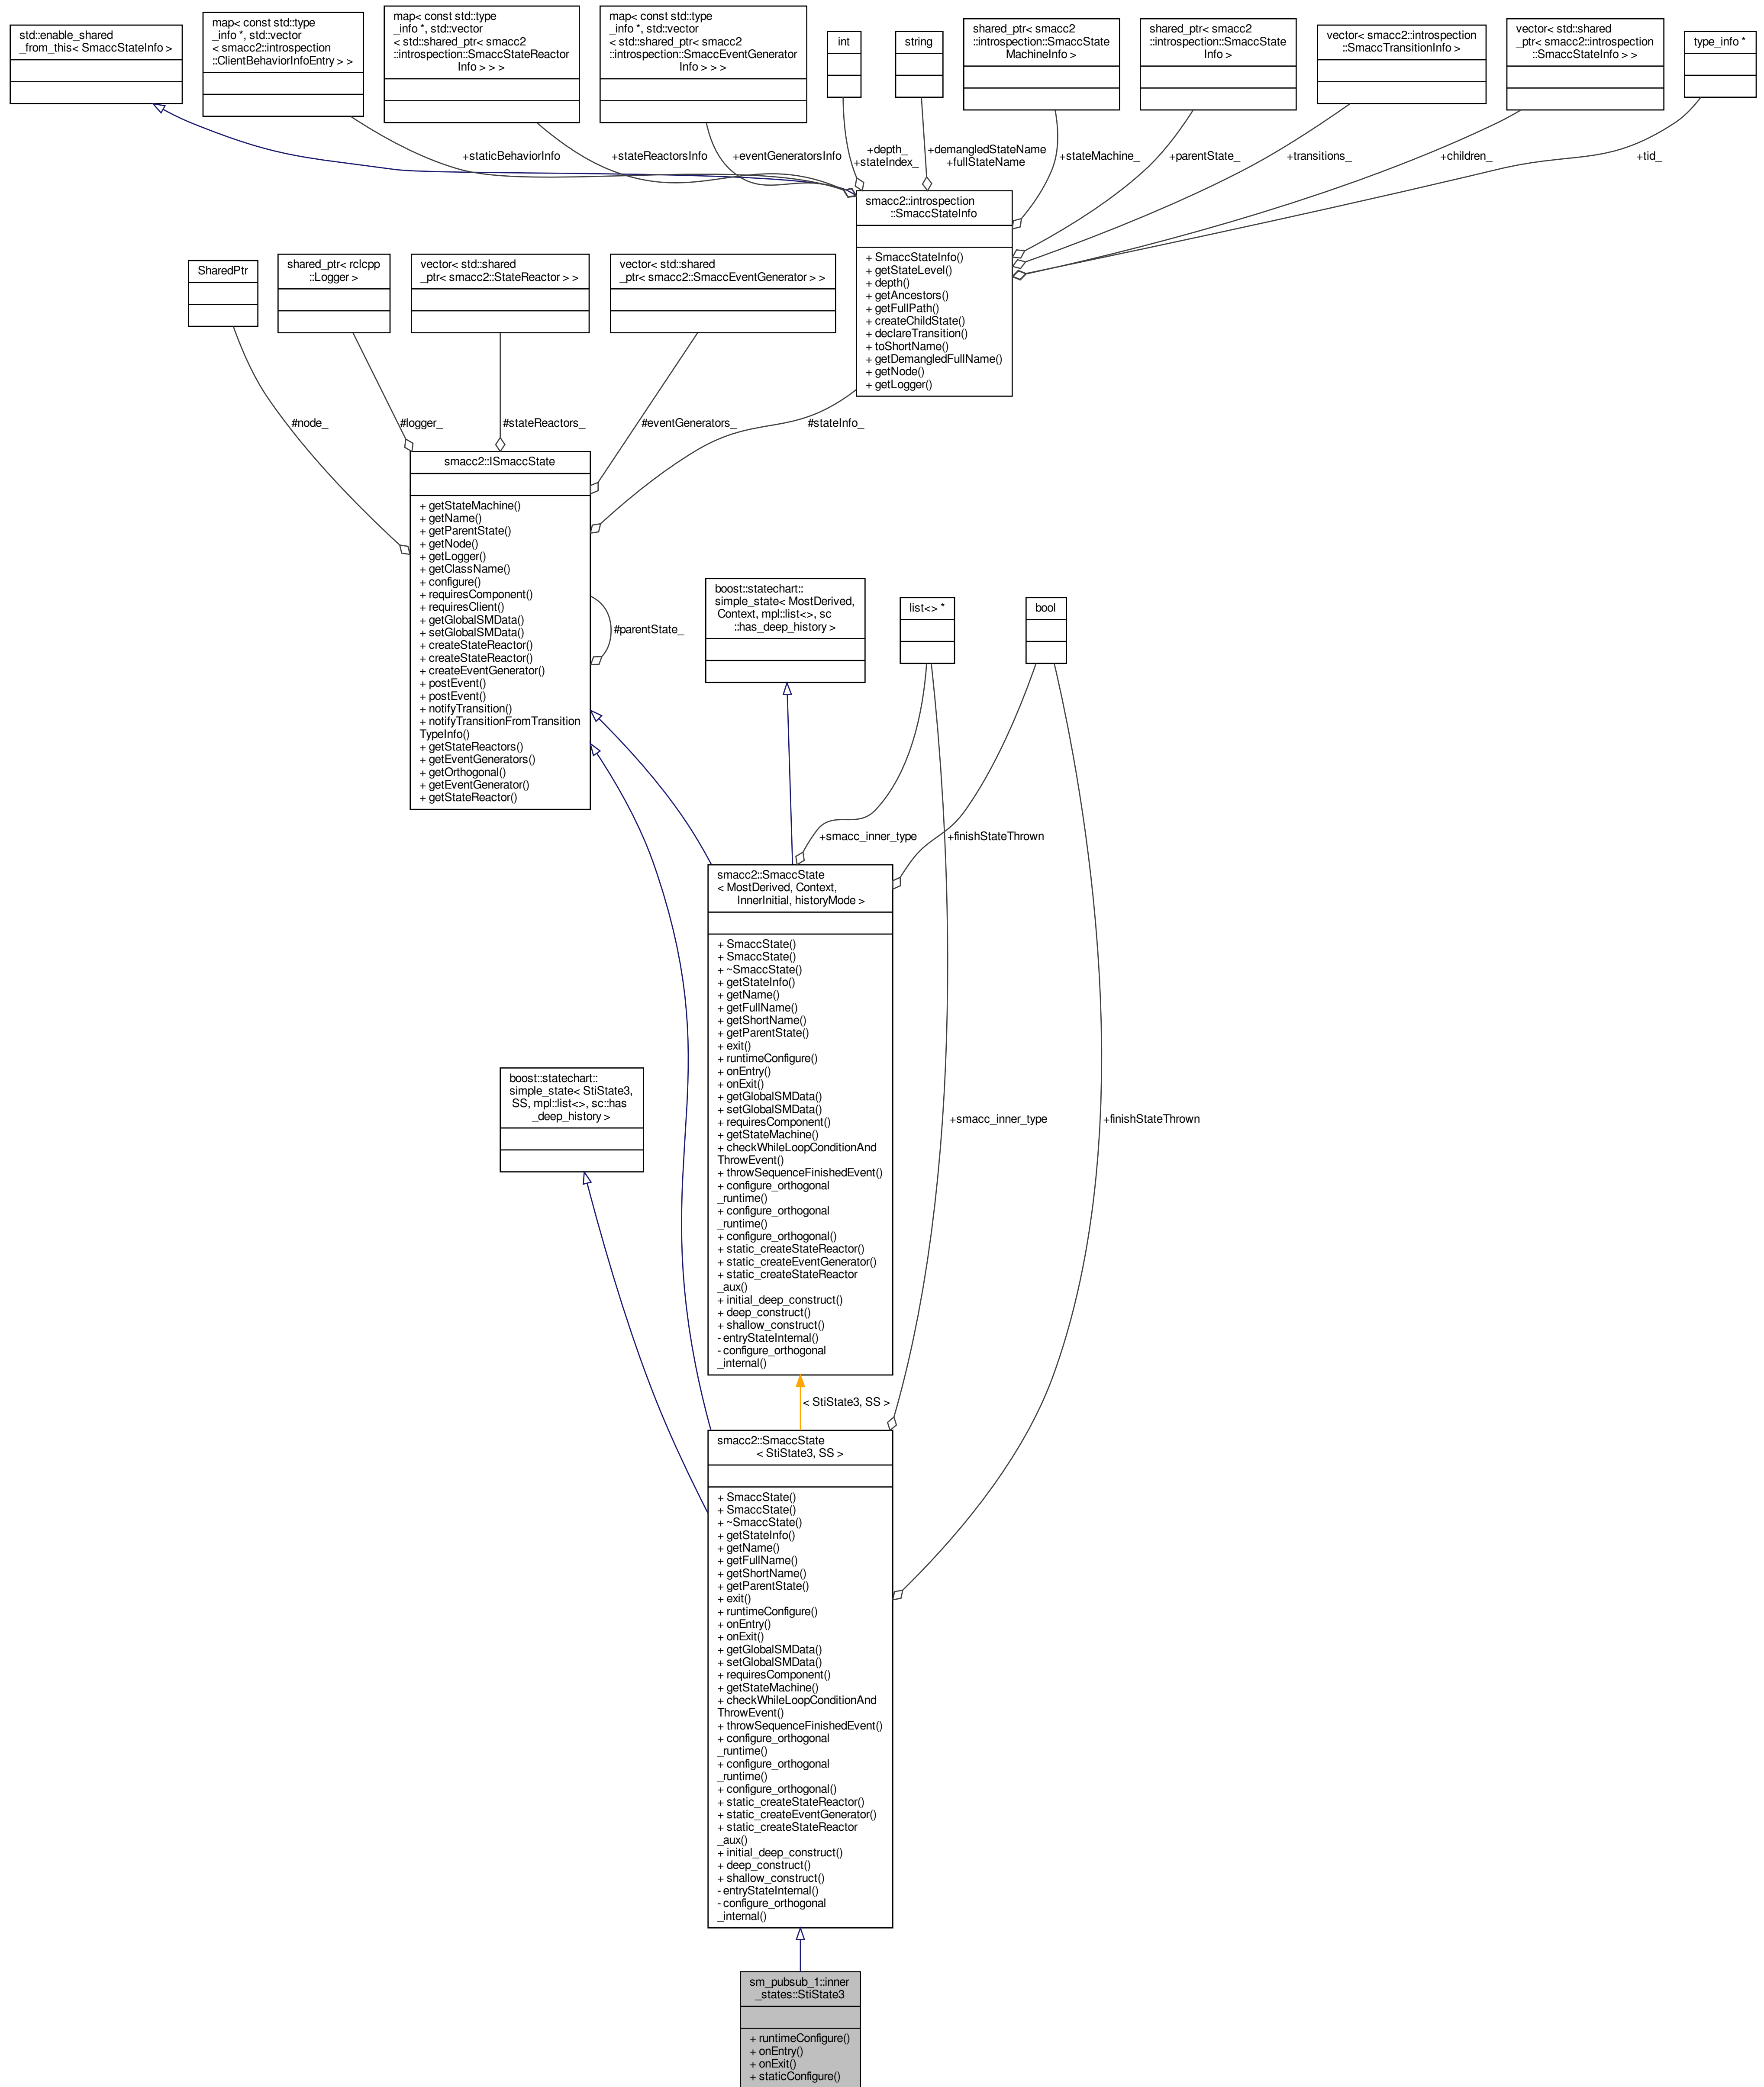 std::enable_shared
_from_this< SmaccStateInfo >
map< const std::type
_info *, std::vector
< smacc2::introspection
::ClientBehaviorInfoEntry > >
map< const std::type
_info *, std::vector
< std::shared_ptr< smacc2
::introspection::SmaccStateReactor
Info > > >
map< const std::type
_info *, std::vector
< std::shared_ptr< smacc2
::introspection::SmaccEventGenerator
Info > > >
int
string
shared_ptr< smacc2
::introspection::SmaccState
MachineInfo >
shared_ptr< smacc2
::introspection::SmaccState
Info >
vector< smacc2::introspection
::SmaccTransitionInfo >
vector< std::shared
_ptr< smacc2::introspection
::SmaccStateInfo > >
type_info *
+staticBehaviorInfo
+stateReactorsInfo
+eventGeneratorsInfo
+depth_
+stateIndex_
+demangledStateName
+fullStateName
+stateMachine_
+parentState_
+transitions_
+children_
+tid_
smacc2::introspection
::SmaccStateInfo
+ SmaccStateInfo()
+ getStateLevel()
+ depth()
+ getAncestors()
+ getFullPath()
+ createChildState()
+ declareTransition()
+ toShortName()
+ getDemangledFullName()
+ getNode()
+ getLogger()
SharedPtr
shared_ptr< rclcpp
::Logger >
vector< std::shared
_ptr< smacc2::StateReactor > >
vector< std::shared
_ptr< smacc2::SmaccEventGenerator > >
#node_
#logger_
#stateReactors_
#eventGenerators_
#stateInfo_
smacc2::ISmaccState
+ getStateMachine()
+ getName()
+ getParentState()
+ getNode()
+ getLogger()
+ getClassName()
+ configure()
+ requiresComponent()
+ requiresClient()
+ getGlobalSMData()
+ setGlobalSMData()
+ createStateReactor()
+ createStateReactor()
+ createEventGenerator()
+ postEvent()
+ postEvent()
+ notifyTransition()
+ notifyTransitionFromTransition
TypeInfo()
+ getStateReactors()
+ getEventGenerators()
+ getOrthogonal()
+ getEventGenerator()
+ getStateReactor()
#parentState_
boost::statechart::
simple_state< MostDerived,
Context, mpl::list<>, sc
::has_deep_history >
list<> *
bool
+smacc_inner_type
+finishStateThrown
smacc2::SmaccState
< MostDerived, Context,
InnerInitial, historyMode >
+ SmaccState()
+ SmaccState()
+ ~SmaccState()
+ getStateInfo()
+ getName()
+ getFullName()
+ getShortName()
+ getParentState()
+ exit()
+ runtimeConfigure()
+ onEntry()
+ onExit()
+ getGlobalSMData()
+ setGlobalSMData()
+ requiresComponent()
+ getStateMachine()
+ checkWhileLoopConditionAnd
ThrowEvent()
+ throwSequenceFinishedEvent()
+ configure_orthogonal
_runtime()
+ configure_orthogonal
_runtime()
+ configure_orthogonal()
+ static_createStateReactor()
+ static_createEventGenerator()
+ static_createStateReactor
_aux()
+ initial_deep_construct()
+ deep_construct()
+ shallow_construct()
- entryStateInternal()
- configure_orthogonal
_internal()
boost::statechart::
simple_state< StiState3,
SS, mpl::list<>, sc::has
_deep_history >
+smacc_inner_type
+finishStateThrown
< StiState3, SS >
smacc2::SmaccState
< StiState3, SS >
+ SmaccState()
+ SmaccState()
+ ~SmaccState()
+ getStateInfo()
+ getName()
+ getFullName()
+ getShortName()
+ getParentState()
+ exit()
+ runtimeConfigure()
+ onEntry()
+ onExit()
+ getGlobalSMData()
+ setGlobalSMData()
+ requiresComponent()
+ getStateMachine()
+ checkWhileLoopConditionAnd
ThrowEvent()
+ throwSequenceFinishedEvent()
+ configure_orthogonal
_runtime()
+ configure_orthogonal
_runtime()
+ configure_orthogonal()
+ static_createStateReactor()
+ static_createEventGenerator()
+ static_createStateReactor
_aux()
+ initial_deep_construct()
+ deep_construct()
+ shallow_construct()
- entryStateInternal()
- configure_orthogonal
_internal()
sm_pubsub_1::inner
_states::StiState3
+ runtimeConfigure()
+ onEntry()
+ onExit()
+ staticConfigure()